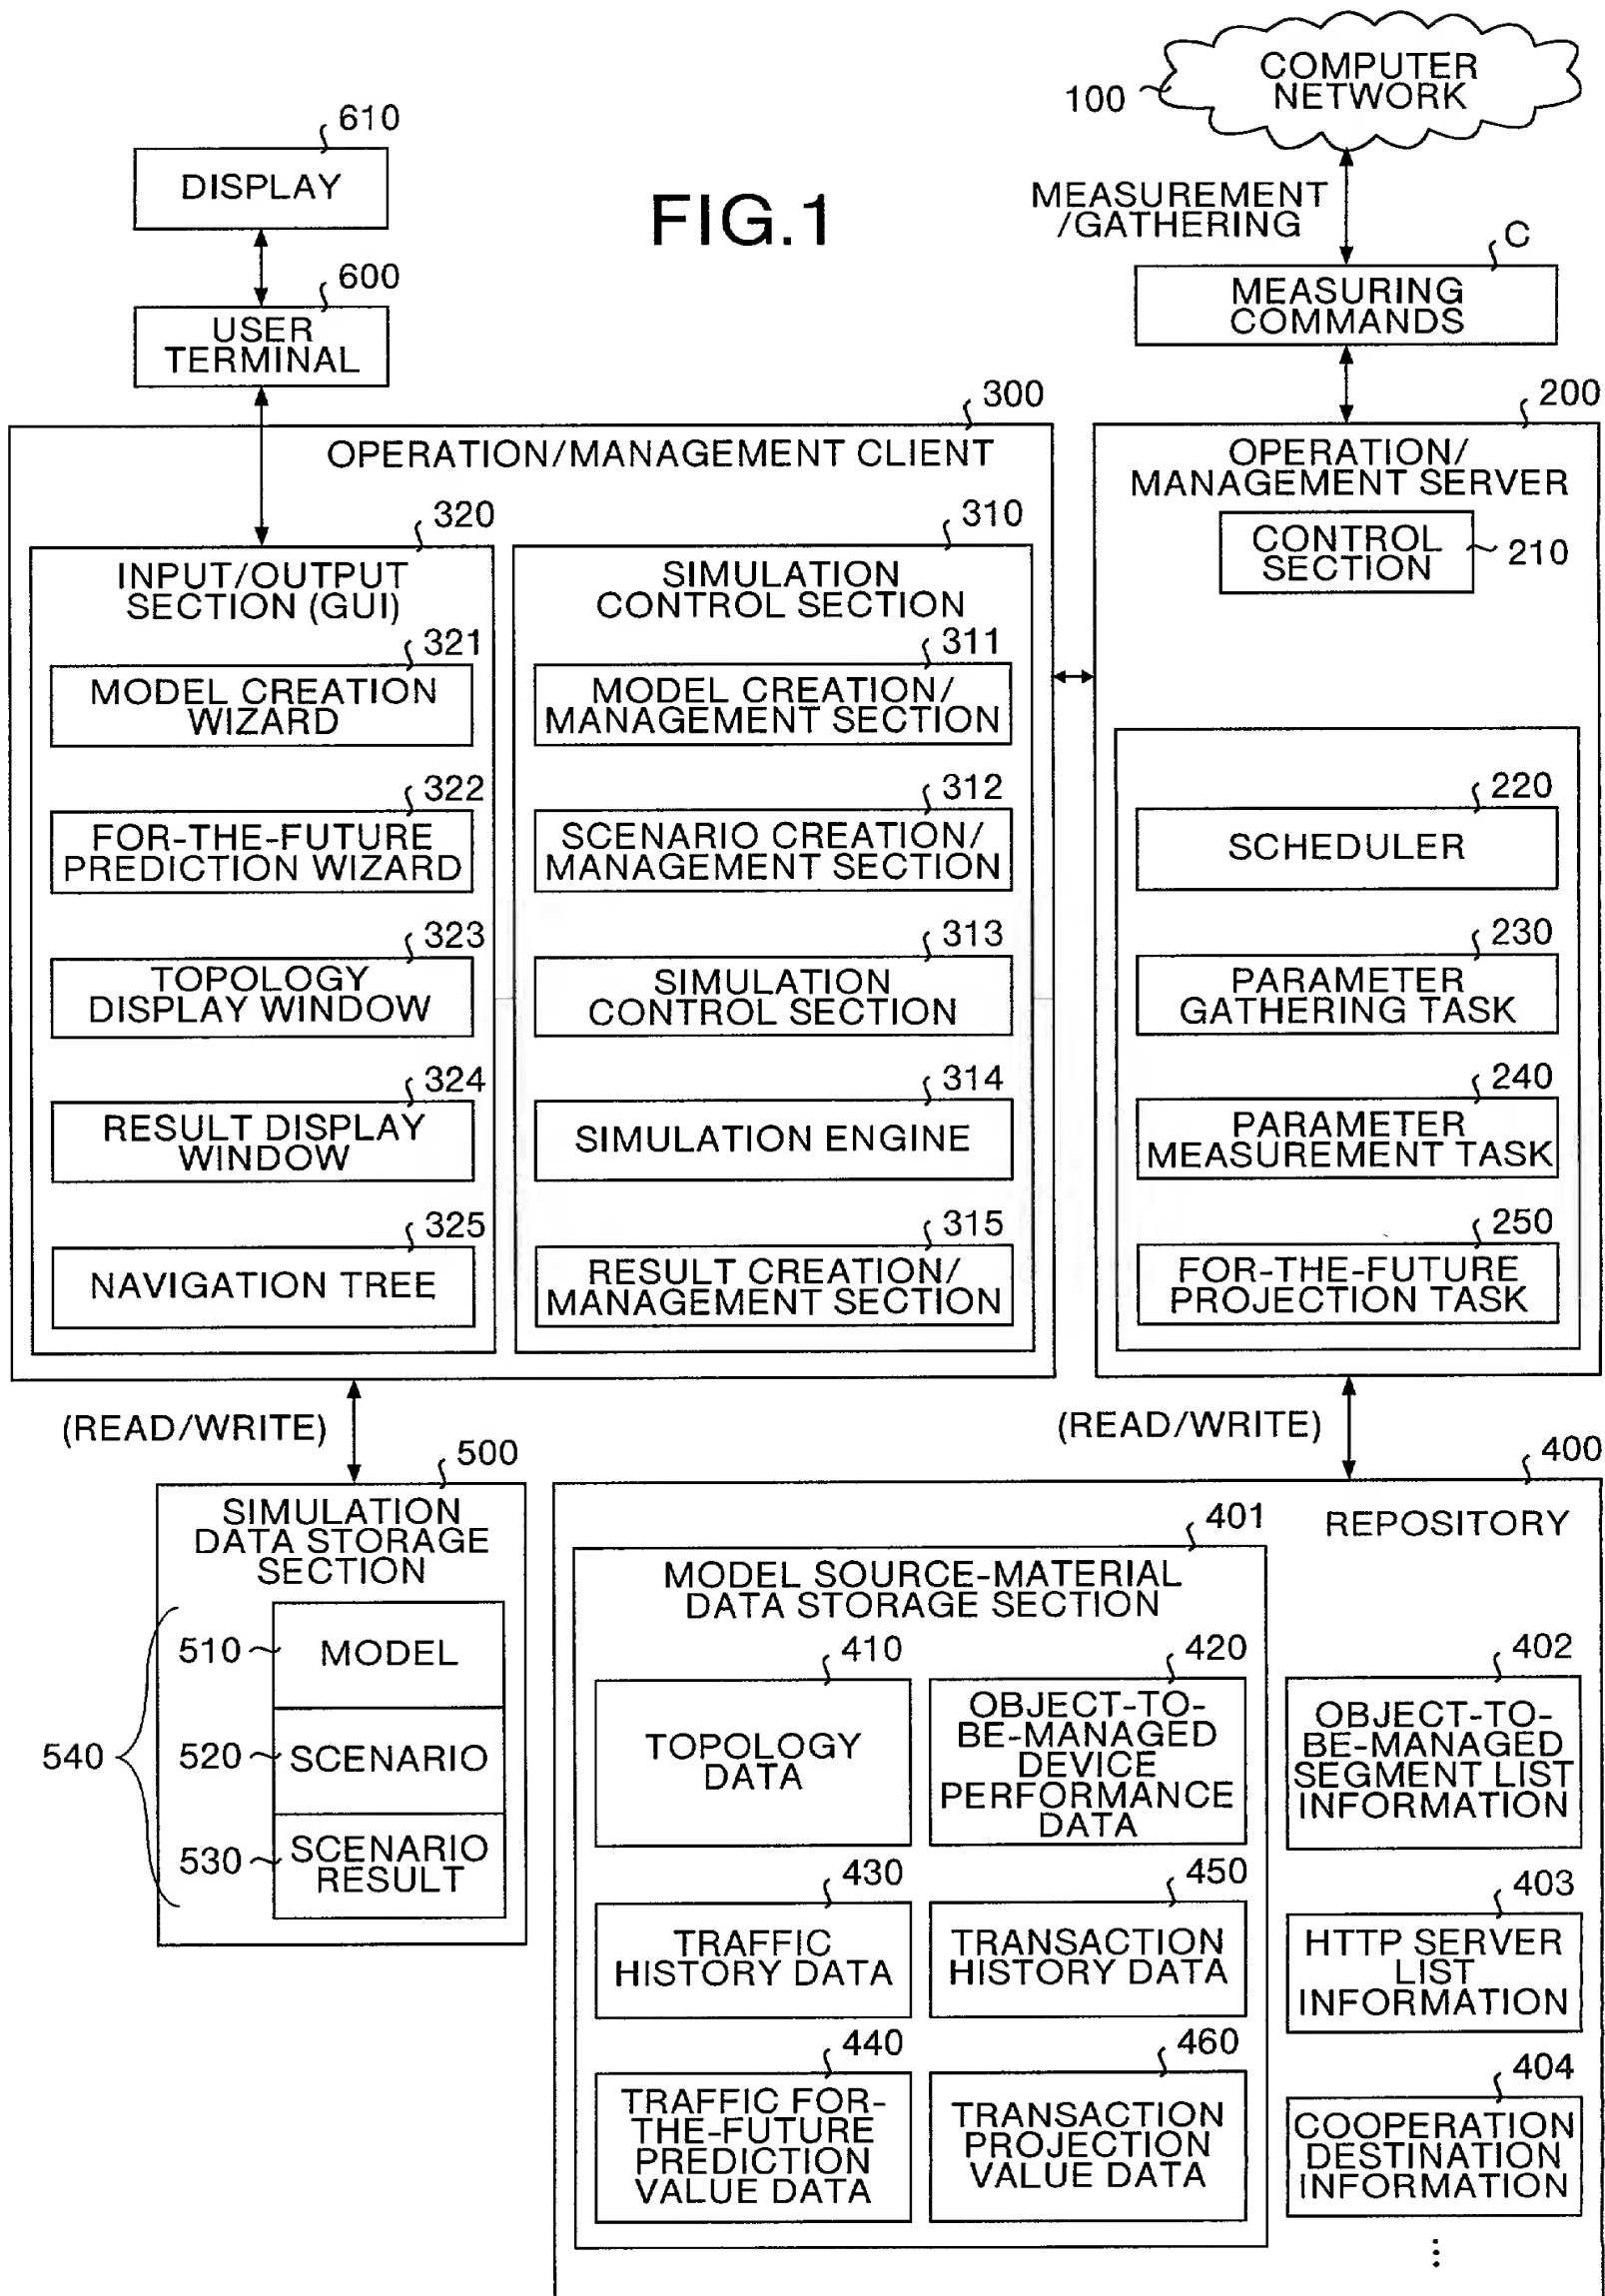 COMPUTER
NETWORK
100
610
DISPLAY
FIG.1
MEASUREMENT
/GATHERING
C
MEASURING
COMMANDS
600
USER
TERMINAL
300
OPERATION/MANAGEMENT CLIENT
200
OPERATION/
MANAGEMENT SERVER
CONTROL
SECTION
210
320
INPUT/OUTPUT
SECTION (GUI)
321
MODEL CREATION
WIZARD
322
FOR-THE-FUTURE
PREDICTION WIZARD
323
TOPOLOGY
DISPLAY WINDOW
324
RESULT DISPLAY
WINDOW
325
NAVIGATION TREE
310
SIMULATION
CONTROL SECTION
311
MODEL CREATION/
MANAGEMENT SECTION
312
SCENARIO CREATION/
MANAGEMENT SECTION
313
SIMULATION
CONTROL SECTION
314
SIMULATION ENGINE
315
RESULT CREATION/
MANAGEMENT SECTION
220
SCHEDULER
230
PARAMETER
GATHERING TASK
240
PARAMETER
MEASUREMENT TASK
250
FOR-THE-FUTURE
PROJECTION TASK
(READ/WRITE)
(READ/WRITE)
500
SIMULATION
DATA STORAGE
SECTION
510
MODEL
540
520
SCENARIO
530
SCENARIO
RESULT
400
REPOSITORY
401
MODEL SOURCE-MATERIAL
DATA STORAGE SECTION
410
TOPOLOGY
DATA
420
OBJECT-TO-
BE-MANAGED
DEVICE
PERFORMANCE
DATA
402
OBJECT-TO-
BE-MANAGED
SEGMENT LIST
INFORMATION
430
TRAFFIC
HISTORY DATA
450
TRANSACTION
HISTORY DATA
403
HTTP SERVER
LIST
INFORMATION
440
TRAFFIC FOR-
THE-FUTURE
PREDICTION
VALUE DATA
460
TRANSACTION
PROJECTION
VALUE DATA
404
COOPERATION
DESTINATION
INFORMATION
⋮